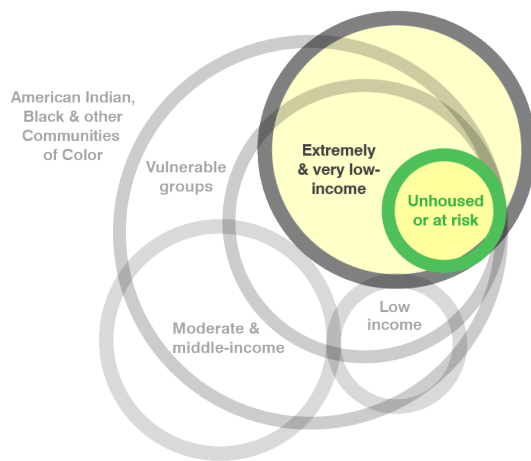 American Indian,
Black & other
Communities
of Color
Vulnerable
groups
Extremely
& very low-
income
Unhoused
or at risk
Low
income
Moderate &
middle-income